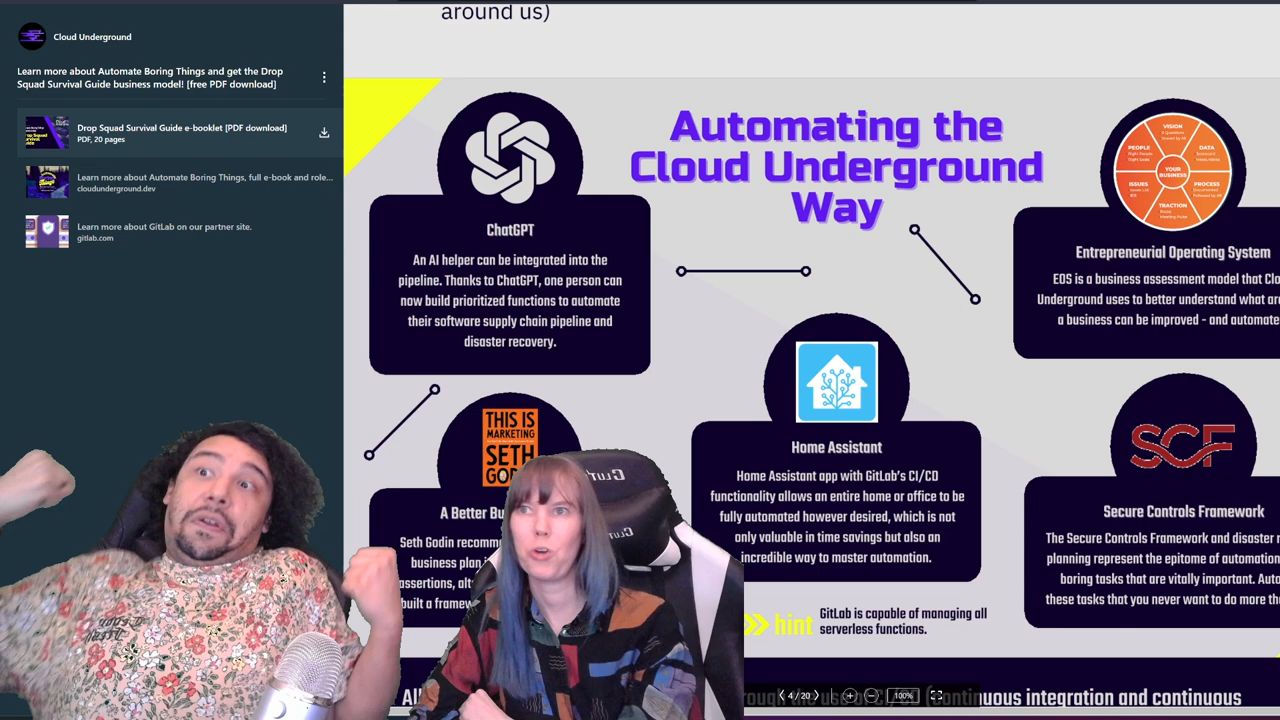 around us)
Cloud Underground
Learn more about Automate Boring Things and get the Drop
Squad Survival Guide business model! [free PDF download]
Drop Squad Survival Guide e-booklet [PDF download]
PDF, 20 pages
Learn more about Automate Boring Things, full e-book and role...
cloudunderground.dev
Learn more about GitLab on our partner site.
gitlab.com
Automating the
Cloud Underground
Way
ChatGPT
An AI helper can be integrated into the
pipeline. Thanks to ChatGPT, one person can
now build prioritized functions to automate
their software supply chain pipeline and
disaster recovery.
VISION
PEOPLE
DATA
YOUR
BUSINESS
ISSUES
PROCESS
TRACTION
Entrepreneurial Operating System
EOS is a business assessment model that Clo
Underground uses to better understand what are
a business can be improved - and automate
THIS IS
MARKETING
SETH
GO
A Better Bu
Seth Godin recomm
business plan i
assertions, alt
built a framew
Home Assistant
Home Assistant app with GitLab's CI/CD
functionality allows an entire home or office to be
fully automated however desired, which is not
only valuable in time savings but also an
incredible way to master automation.
SCF
Secure Controls Framework
The Secure Controls Framework and disaster r
planning represent the epitome of automation
boring tasks that are vitally important. Auto
these tasks that you never want to do more th
hint
GitLab is capable of managing all
serverless functions.
4 / 20
100%
Al
rough the use of CI/CD (continuous integration and continuous